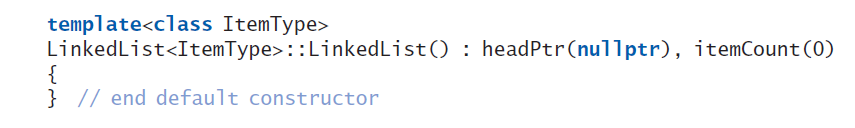 template<class ItemType>
LinkedList<ItemType>::LinkedList() : headPtr(nullptr), itemCount(0)
{
} // end default constructor